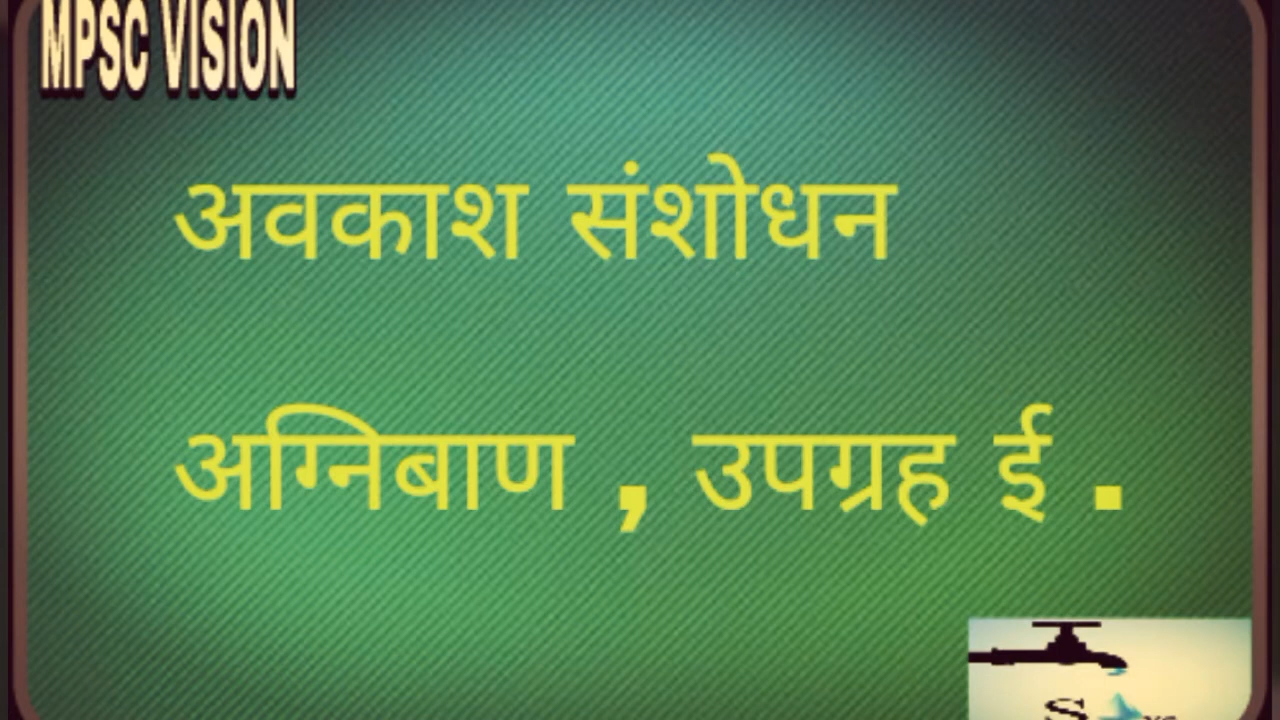 MPSC VISION
अवकाश संशोधन
अग्निबाण , उपग्रह ई .